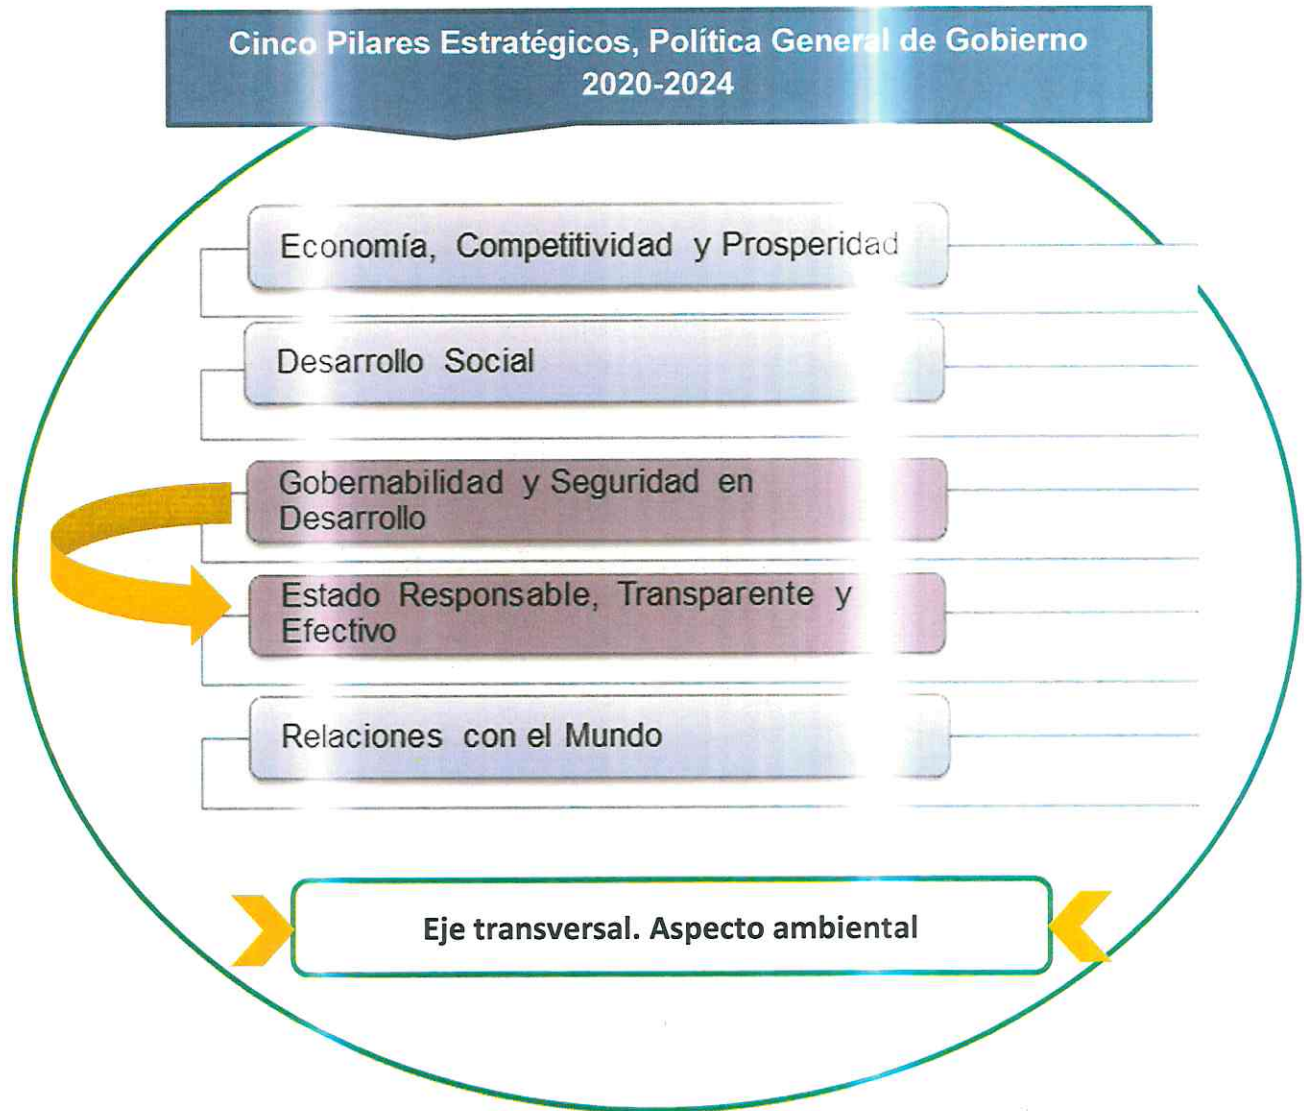 Cinco Pilares Estratégicos, Política General de Gobierno
2020-2024
Economía, Competitividad y Prosperidad
Desarrollo Social
Gobernabilidad y Seguridad en
Desarrollo
Estado Responsable, Transparente y
Efectivo
Relaciones con el Mundo
Eje transversal. Aspecto ambiental